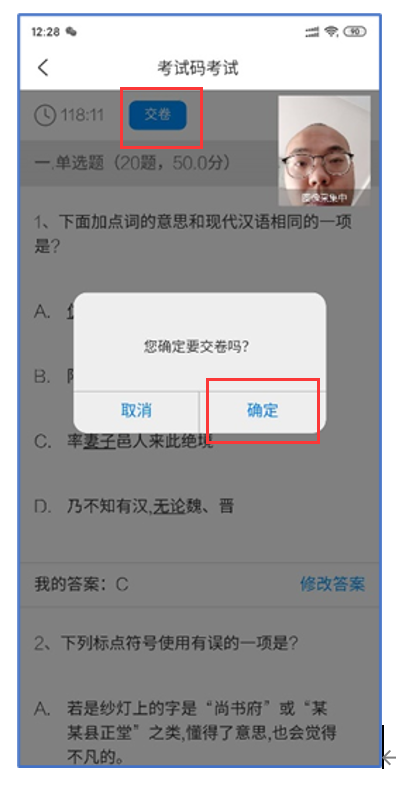 12:28
90
考试码考试
118:11
交卷
一.单选题（20题，50.0分）
图像采集中
1、下面加点词的意思和现代汉语相同的一项
是？
A.
您确定要交卷吗？
B.
取消
确定
C. 率妻子邑人来此绝境
D. 乃不知有汉,无论魏、晋
我的答案：C
修改答案
2、下列标点符号使用有误的一项是？
A. 若是纱灯上的字是“尚书府”或“某
某县正堂”之类,懂得了意思,也会觉得
不凡的。